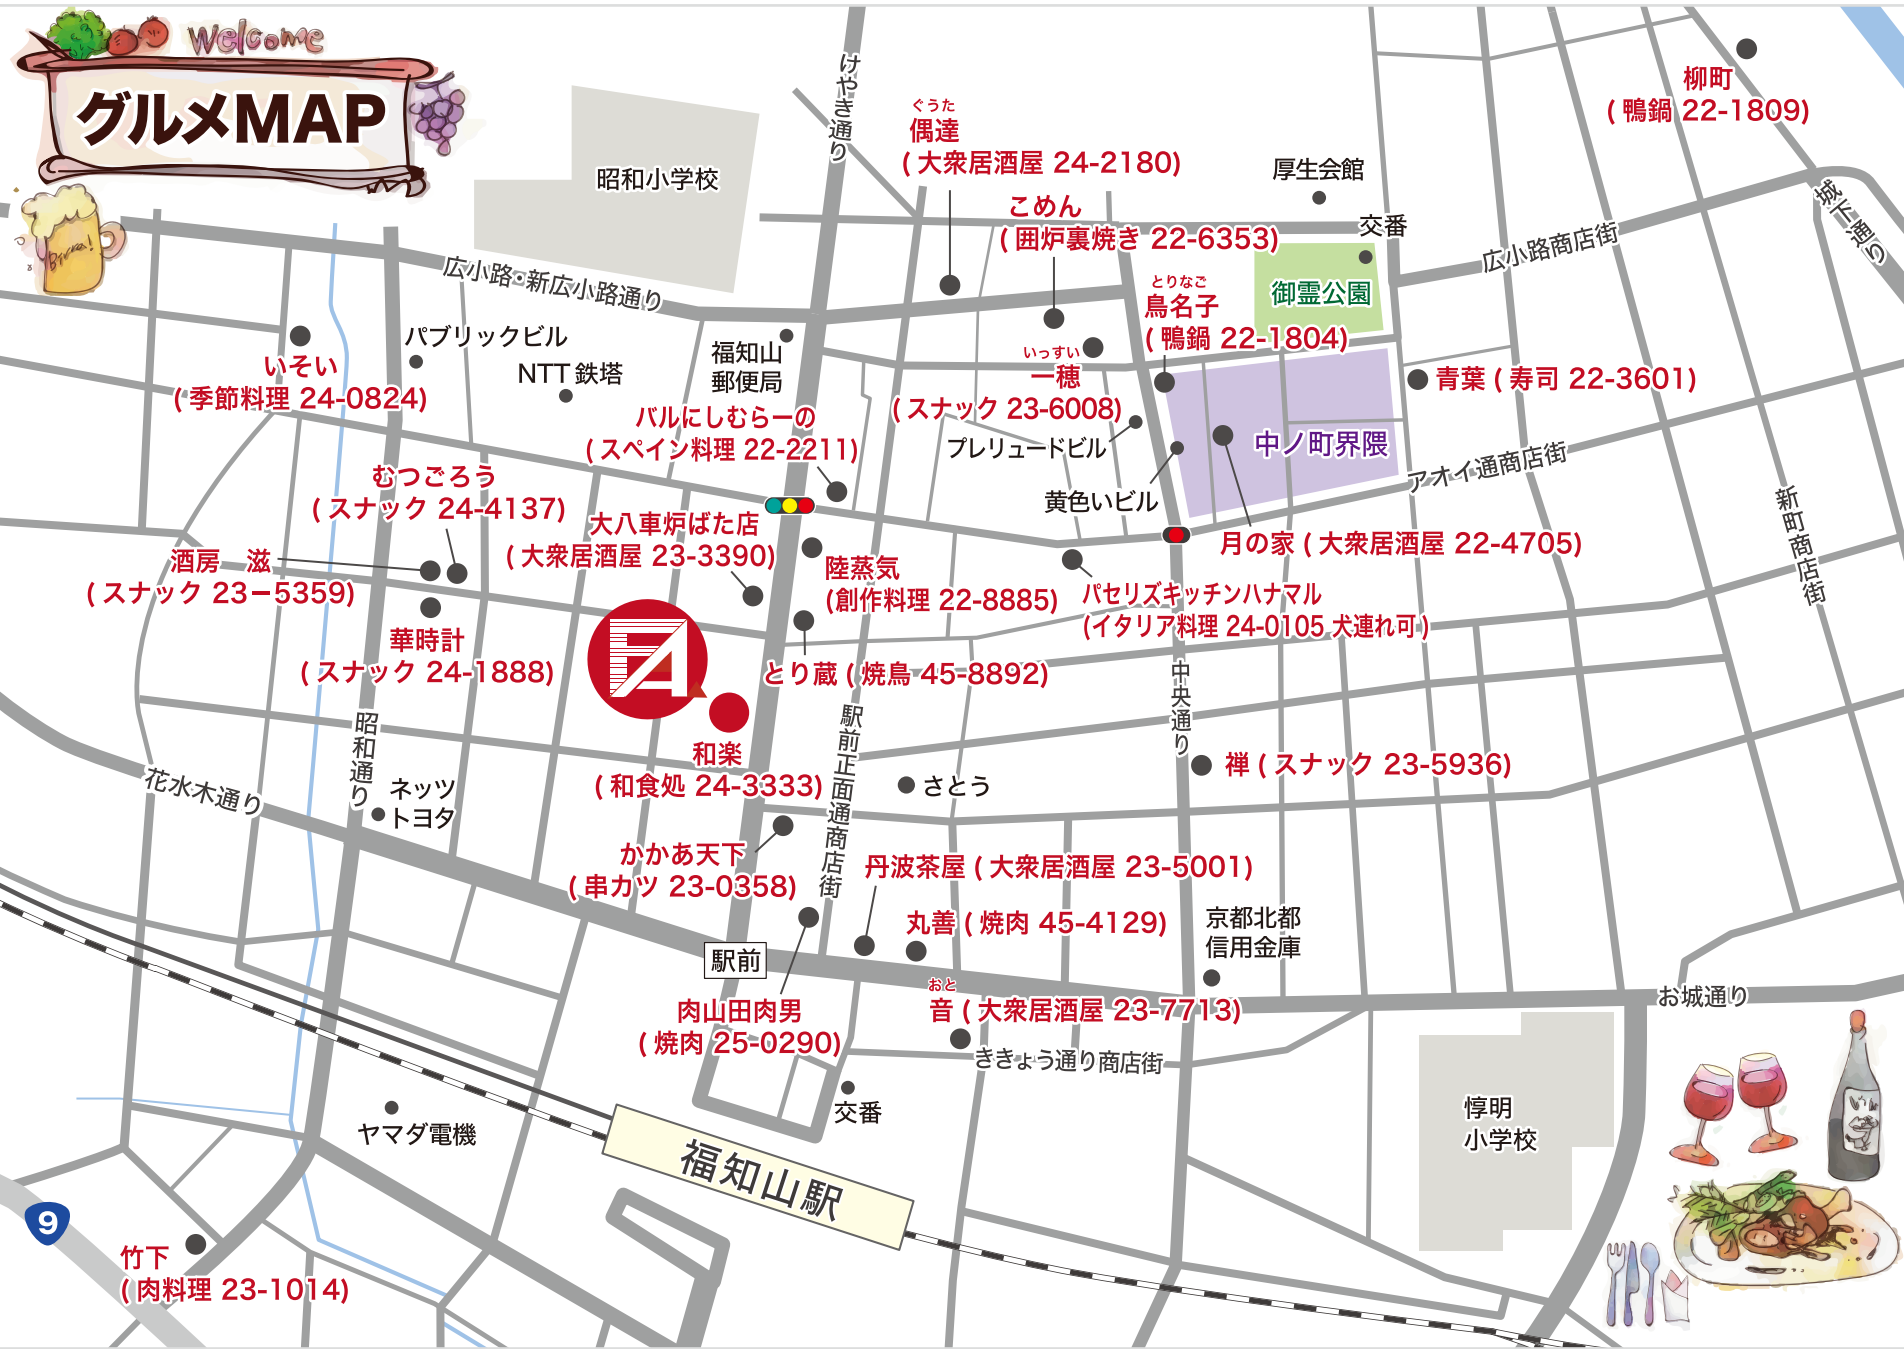 Welcome
グルメMAP
Birra!
けやき通り
昭和小学校
ぐうた
偶達
( 大衆居酒屋 24-2180)
こめん
( 囲炉裏焼き 22-6353)
厚生会館
交番
柳町
( 鴨鍋 22-1809)
城下通り
広小路商店街
広小路・新広小路通り
御霊公園
とりなご
鳥名子
( 鴨鍋 22-1804)
パブリックビル
NTT 鉄塔
福知山
郵便局
いそい
( 季節料理 24-0824)
いっすい
一穂
( スナック 23-6008)
プレリュードビル
黄色いビル
青葉 ( 寿司 22-3601)
中ノ町界隈
アオイ通商店街
新町商店街
バルにしむらーの
( スペイン料理 22-2211)
むつごろう
( スナック 24-4137)
大八車炉ばた店
( 大衆居酒屋 23-3390)
酒房 滋
( スナック 23−5359)
陸蒸気
(創作料理 22-8885)
月の家 ( 大衆居酒屋 22-4705)
パセリズキッチンハナマル
(イタリア料理 24-0105 犬連れ可 )
華時計
( スナック 24-1888)
とり蔵 ( 焼鳥 45-8892)
中央通り
昭和通り
駅前正面通商店街
和楽
( 和食処 24-3333)
禅 ( スナック 23-5936)
さとう
花水木通り
ネッツ
トヨタ
かかあ天下
( 串カツ 23-0358)
丹波茶屋 ( 大衆居酒屋 23-5001)
丸善 ( 焼肉 45-4129)
京都北都
信用金庫
駅前
おと
音 ( 大衆居酒屋 23-7713)
お城通り
肉山田肉男
( 焼肉 25-0290)
ききょう通り商店街
交番
ヤマダ電機
惇明
小学校
福知山駅
9
竹下
( 肉料理 23-1014)